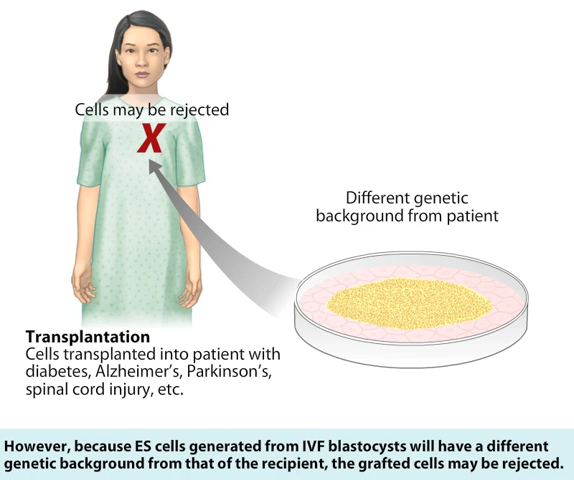 Cells may be rejected
X
Different genetic
background from patient
Transplantation
Cells transplanted into patient with
diabetes, Alzheimer’s, Parkinson’s,
spinal cord injury, etc.
However, because ES cells generated from IVF blastocysts will have a different
genetic background from that of the recipient, the grafted cells may be rejected.